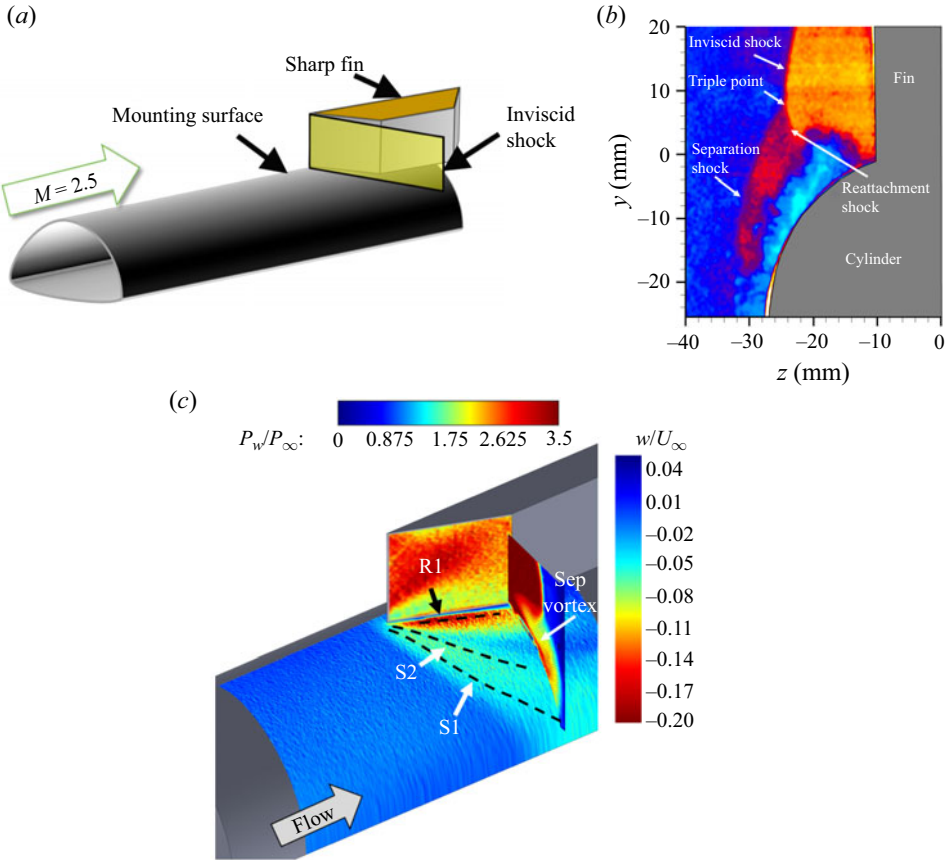 (a)
Sharp fin
Mounting surface
Inviscid
shock
M = 2.5
(b)
20
10
0
–10
–20
y (mm)
Inviscid shock
Triple point
Separation
shock
Fin
Reattachment
shock
Cylinder
–40
–30
–20
–10
0
z (mm)
(c)
P_w/P_∞:
0
0.875
1.75
2.625
3.5
w/U_∞
0.04
0.01
–0.02
–0.05
–0.08
–0.11
–0.14
–0.17
–0.20
R1
Sep
vortex
S2
S1
Flow